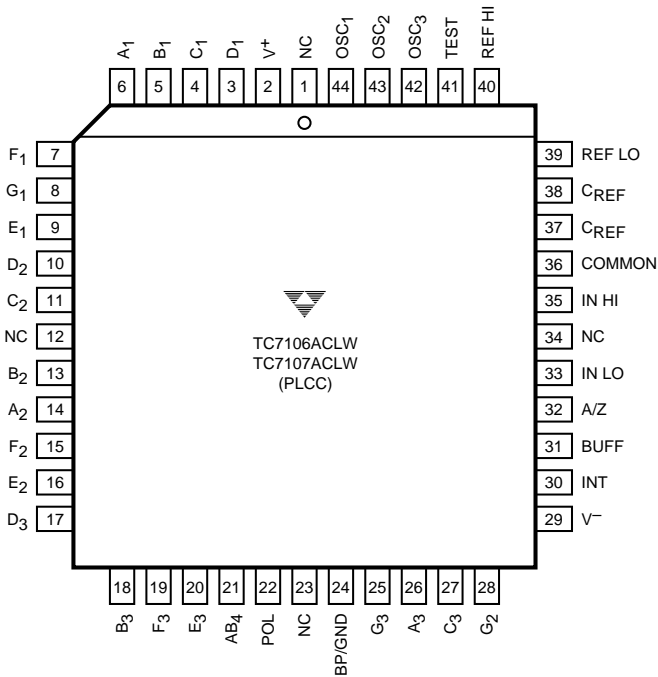 A1 B1 C1 D1 V+ NC OSC1 OSC2 OSC3 TEST REF HI
6 5 4 3 2 1 44 43 42 41 40
F1 7 39 REF LO
G1 8 38 CREF
E1 9 37 CREF
D2 10 36 COMMON
C2 11 35 IN HI
NC 12 34 NC
TC7106ACLW
TC7107ACLW
(PLCC)
B2 13 33 IN LO
A2 14 32 A/Z
F2 15 31 BUFF
E2 16 30 INT
D3 17 29 V–
18 19 20 21 22 23 24 25 26 27 28
B3 F3 E3 AB4 POL NC BP/GND G3 A3 C3 G2